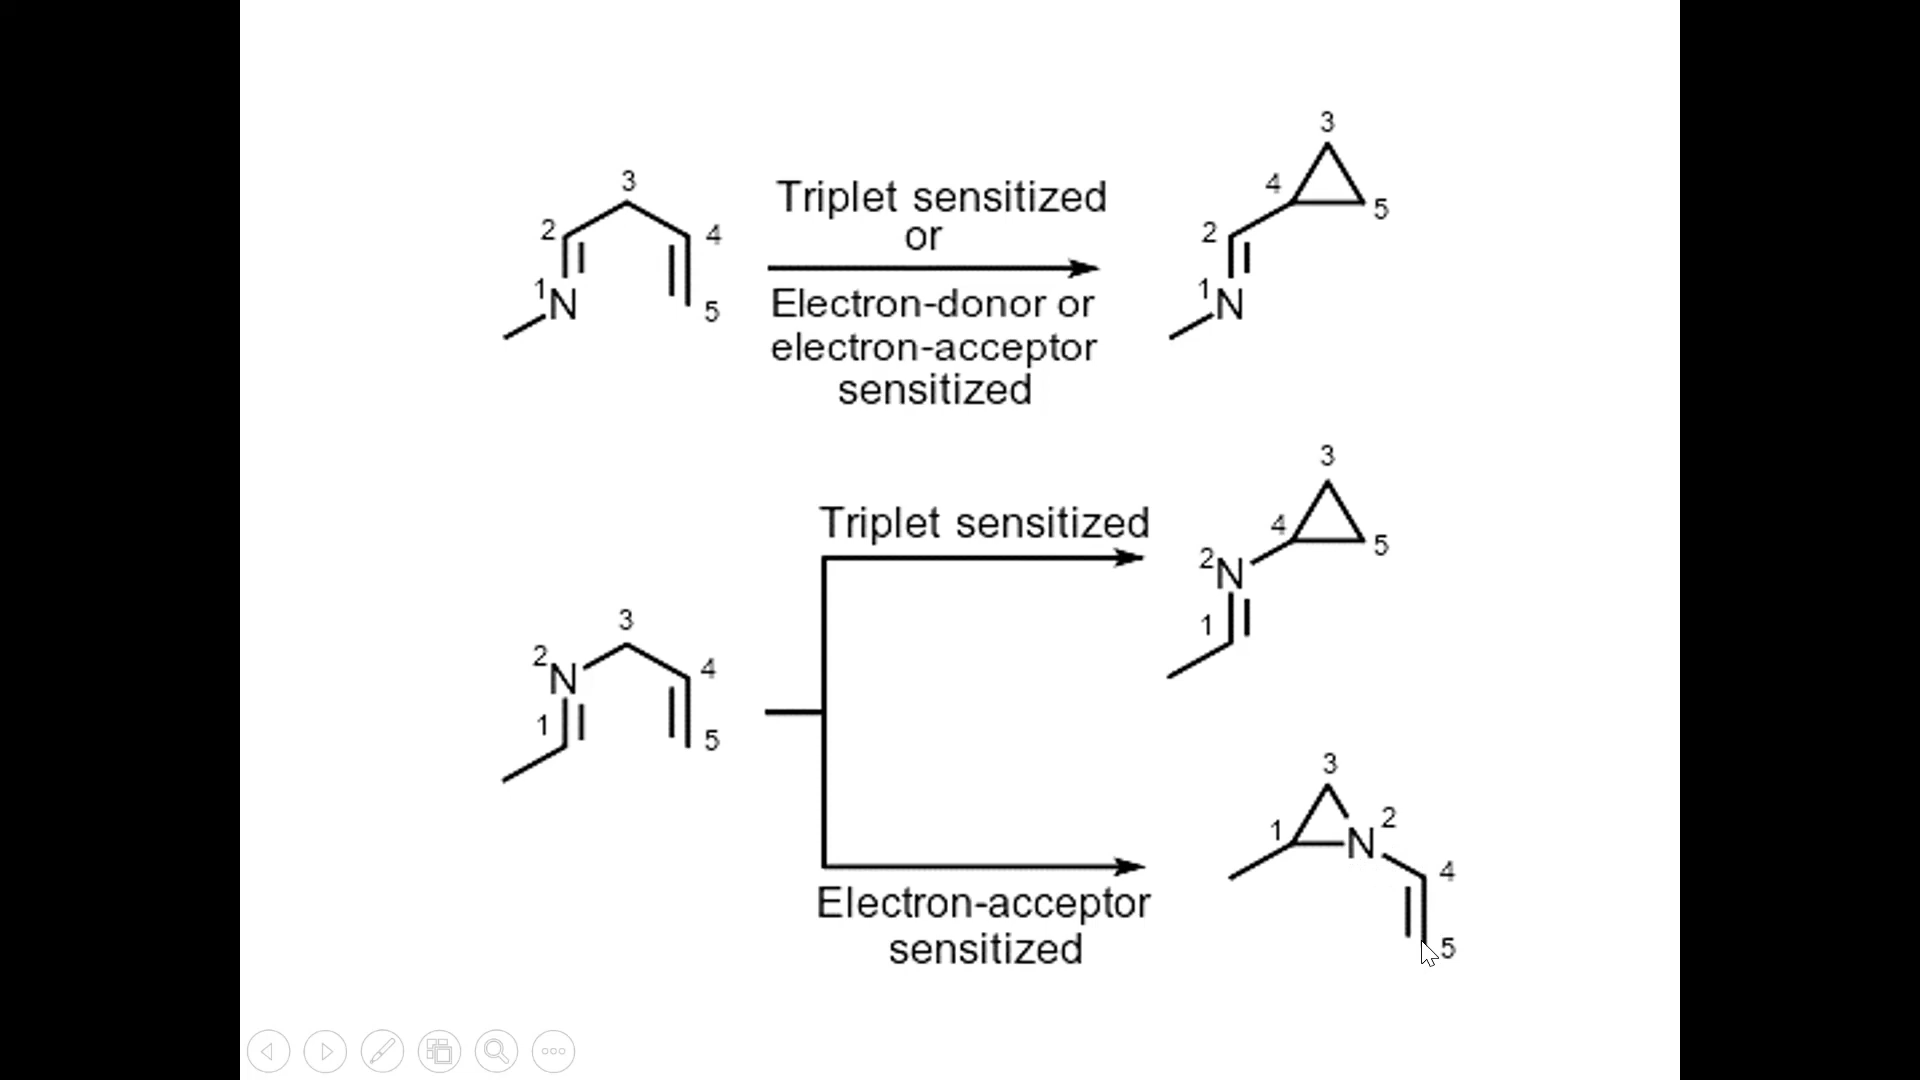 3
4
5
2
1
N
Triplet sensitized
or
Electron-donor or
electron-acceptor
sensitized
3
4
5
2
1
N
3
2
N
4
1
5
Triplet sensitized
3
4
5
2
N
1
Electron-acceptor
sensitized
3
1
N
2
4
5